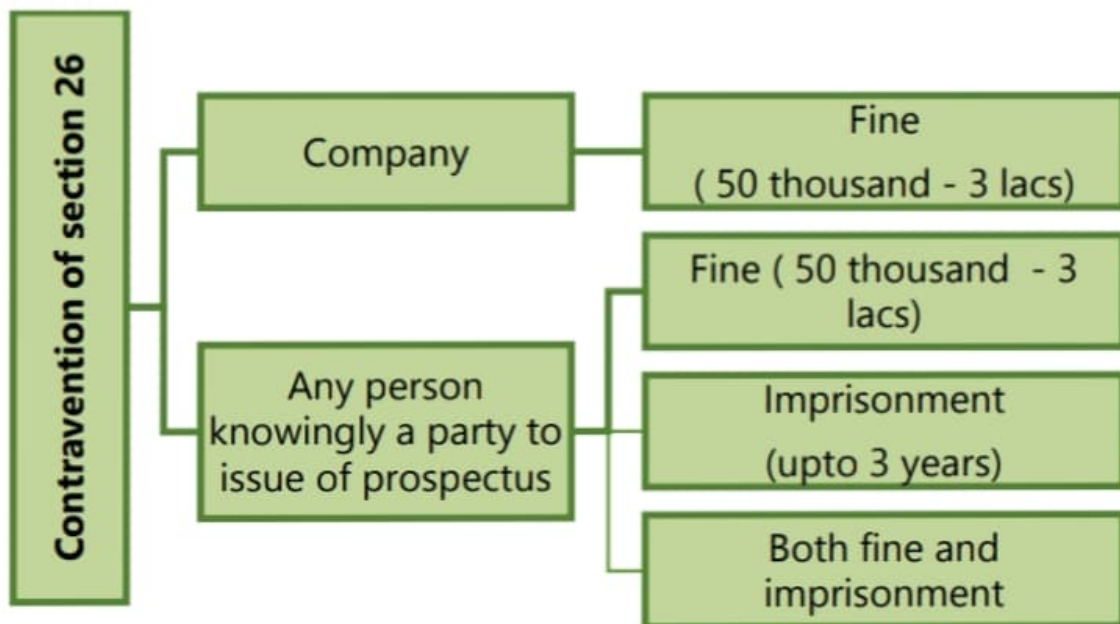 Contravention of section 26
Company
Fine
( 50 thousand - 3 lacs)
Any person
knowingly a party to
issue of prospectus
Fine ( 50 thousand  - 3
lacs)
Imprisonment
(upto 3 years)
Both fine and
imprisonment